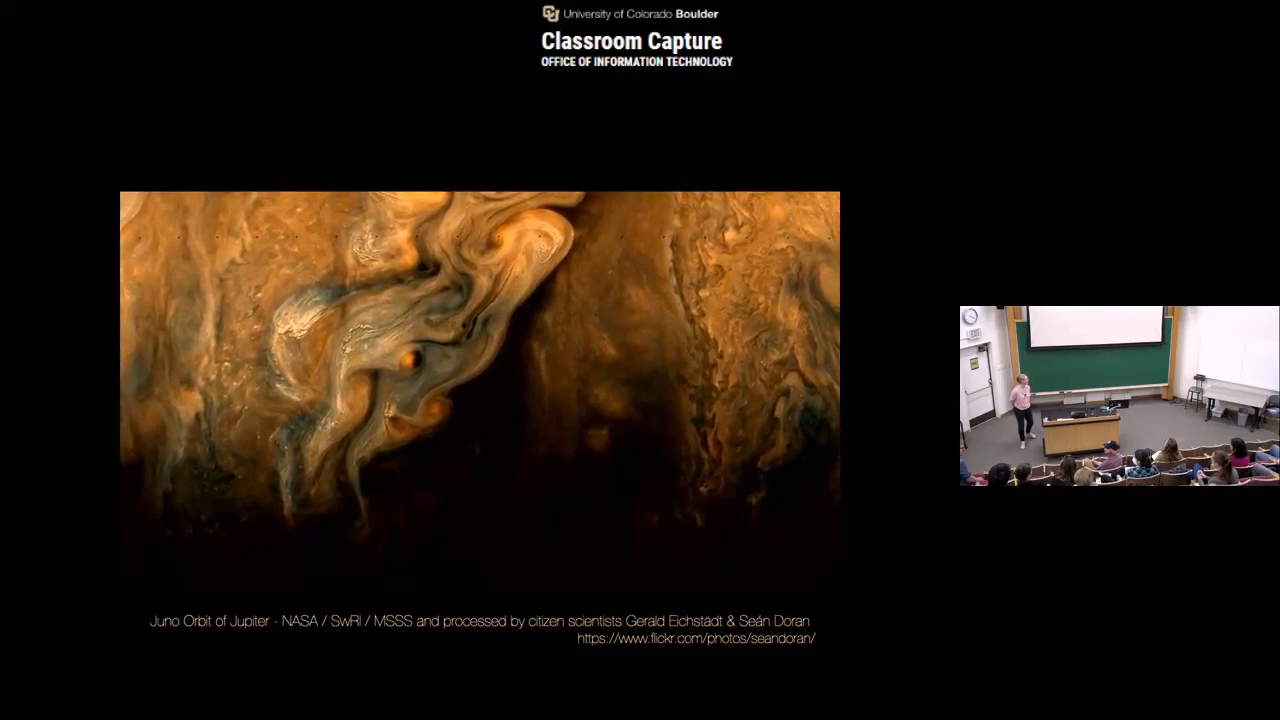 University of Colorado Boulder
Classroom Capture
OFFICE OF INFORMATION TECHNOLOGY
EXIT
Juno Orbit of Jupiter - NASA / SwRI / MSSS and processed by citizen scientists Gerald Eichstädt & Seán Doran
https://www.flickr.com/photos/seandoran/